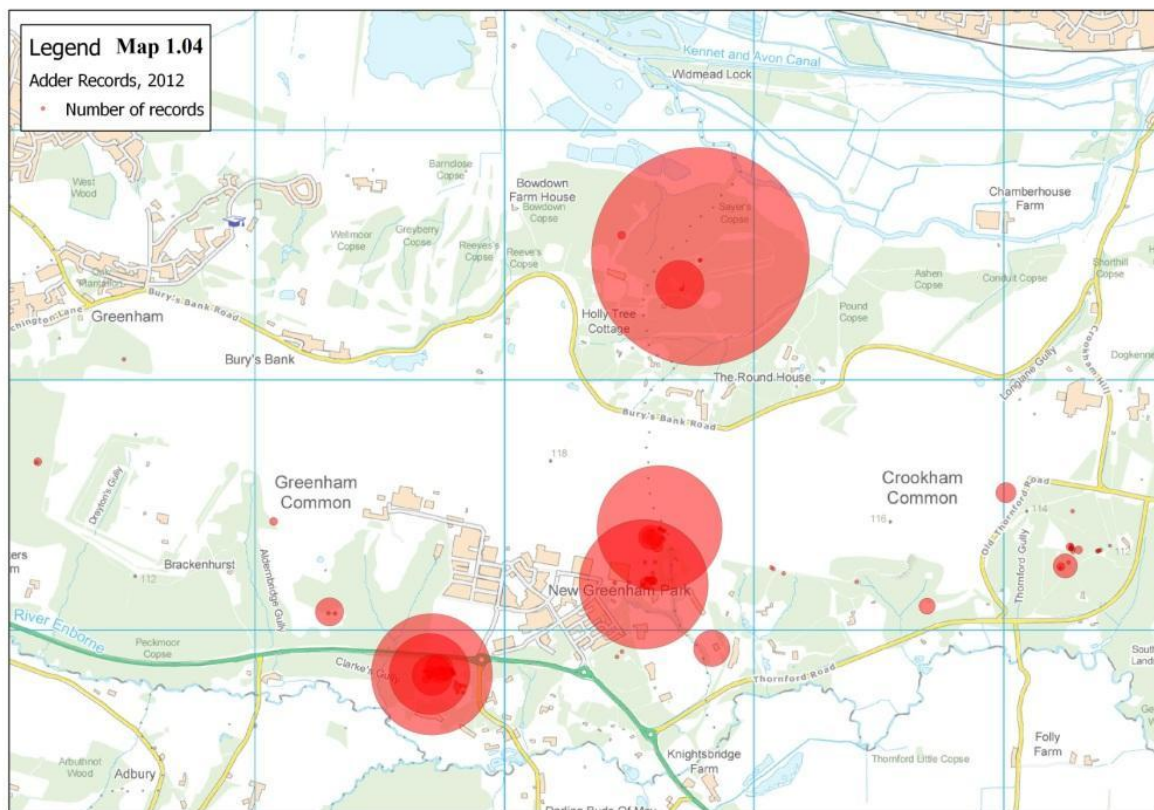 Legend Map 1.04
Adder Records, 2012
Number of records
Kennet and Avon Canal
Widmead Lock
West
Wood
Barnclose
Copse
Bowdown
Farm House
Bowdown
Copse
Sayer's
Copse
Chamberhouse
Farm
Wellmoor
Copse
Greyberry
Copse
Reeves's
Copse
Reeve's
Copse
Plantation
Ashen
Copse
Conduit Copse
Shorthill
Copse
Bury's Bank Road
Greenham
Holly Tree
Cottage
Pound
Copse
Bury's Bank
The Round House
Longlane Gully
Crookham Hill
Bury's Bank Road
118
Drayton's Gully
Greenham
Common
Crookham
Common
Old Thornford Road
116
114
112
Thornford Gully
Brackenhurst
112
Aldernbridge Gully
New Greenham Park
River Enborne
Peckmoor
Copse
Clarke's Gully
Thornford Road
Arbuthnot
Wood
Adbury
Knightsbridge
Farm
Thornford Little Copse
Folly
Farm